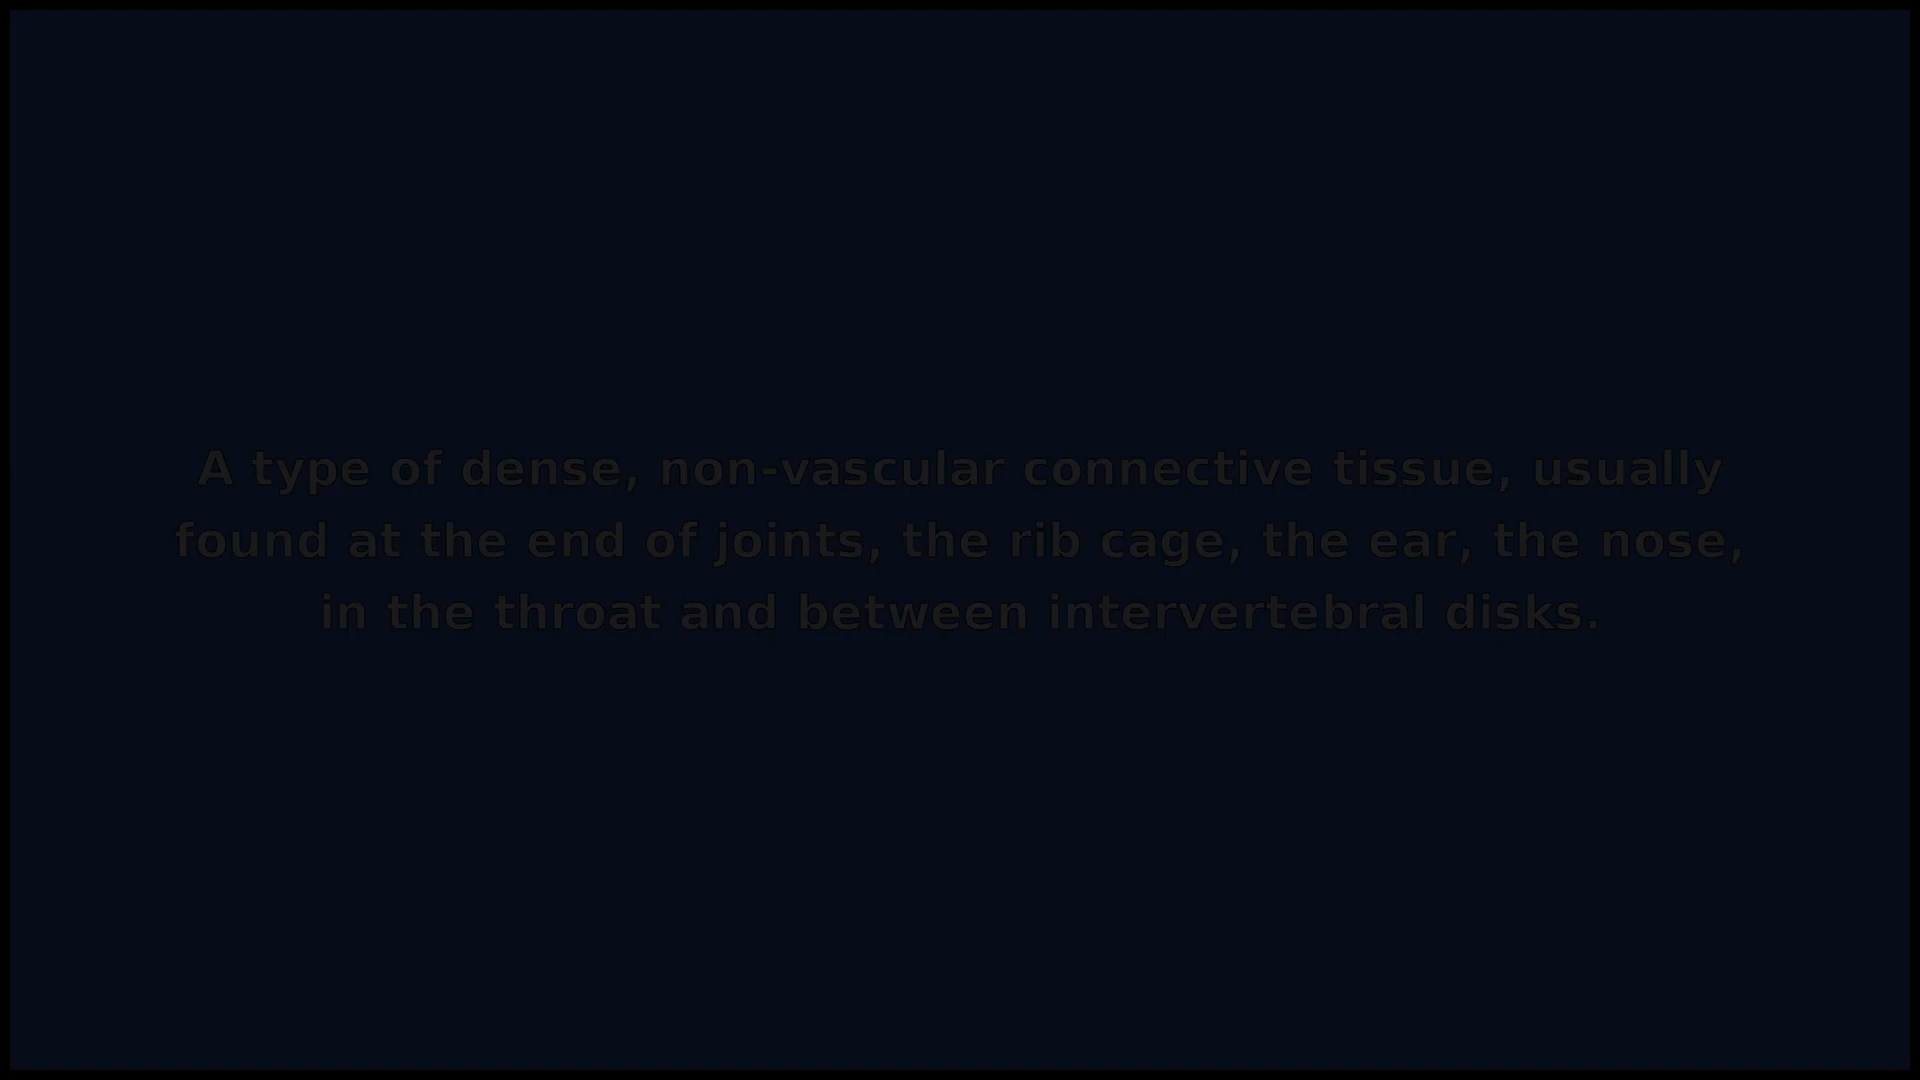 A type of dense, non-vascular connective tissue, usually
found at the end of joints, the rib cage, the ear, the nose,
in the throat and between intervertebral disks.